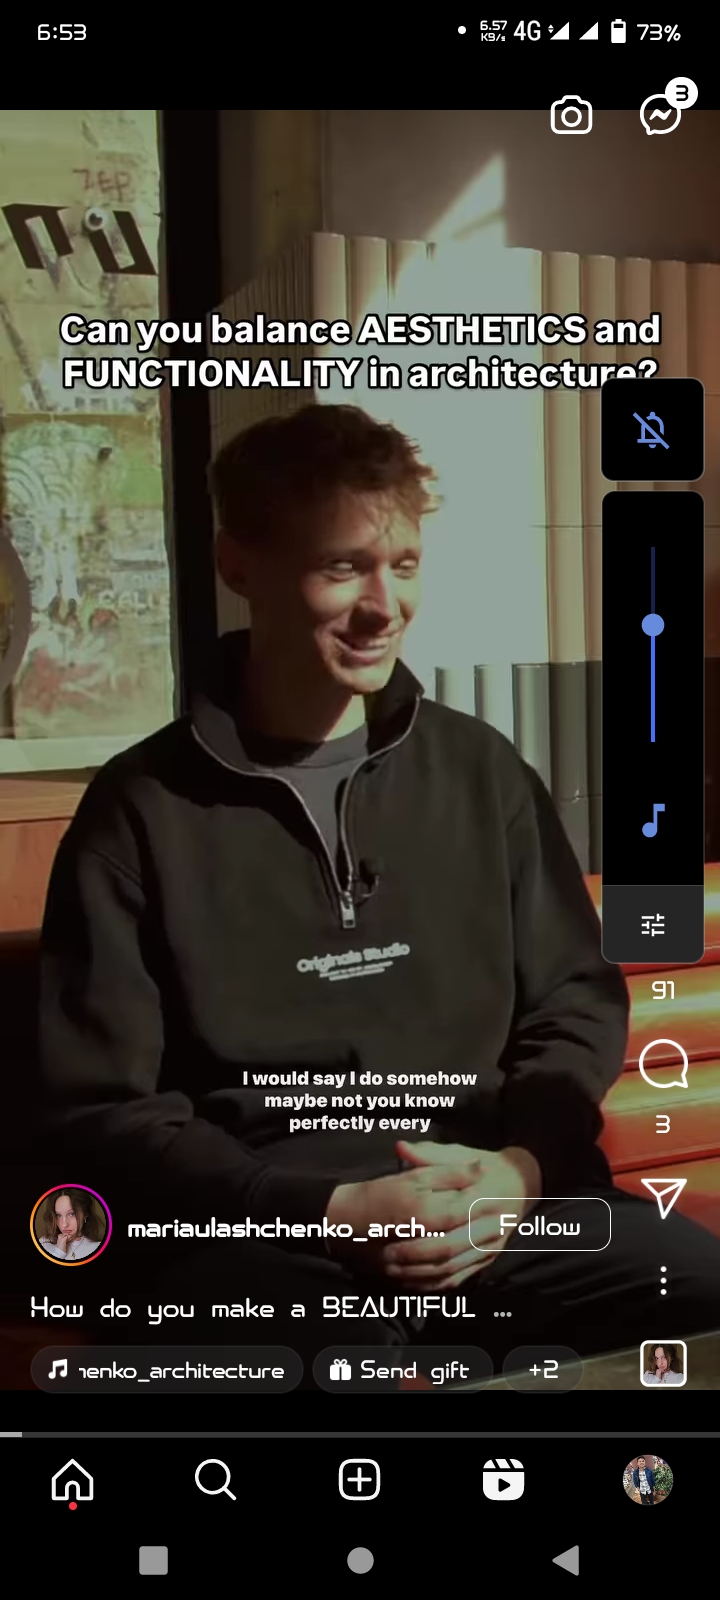 6:53
6.57
KB/s
4G
73%
3
ZEP
Can you balance AESTHETICS and
FUNCTIONALITY in architecture?
Originals Studio
91
I would say I do somehow
maybe not you know
perfectly every
3
mariaulashchenko_arch...
Follow
How do you make a BEAUTIFUL ...
henko_architecture
Send gift
+2